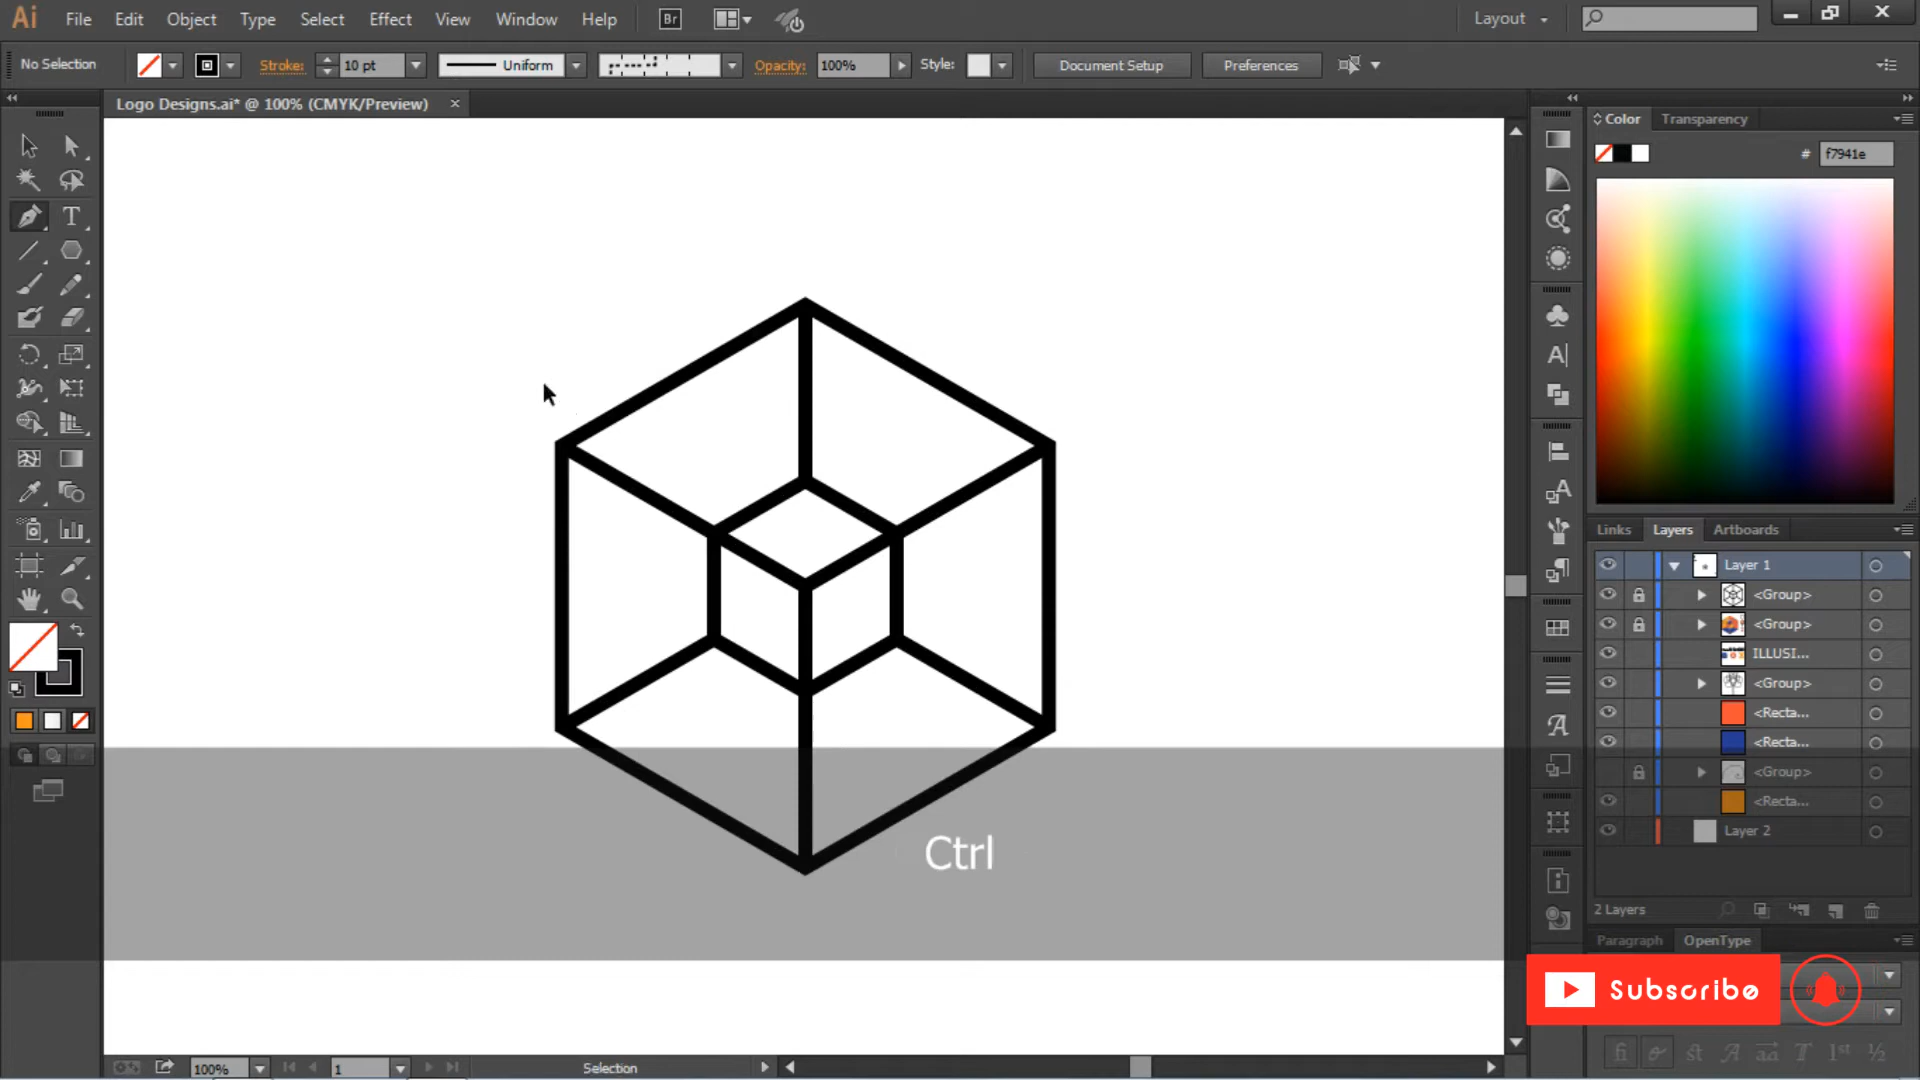 Ai File Edit Object Type Select Effect View Window Help Br Layout
No Selection Stroke: 10 pt Uniform Opacity: 100% Style: Document Setup Preferences
Logo Designs.ai* @ 100% (CMYK/Preview) ×
Color Transparency
# f7941e
Links Layers Artboards
Layer 1
<Group>
<Group>
ILLUSI...
<Group>
<Recta...
<Recta...
<Group>
<Recta...
Layer 2
2 Layers
Paragraph OpenType
Ctrl
Subscribe
100% 1 Selection